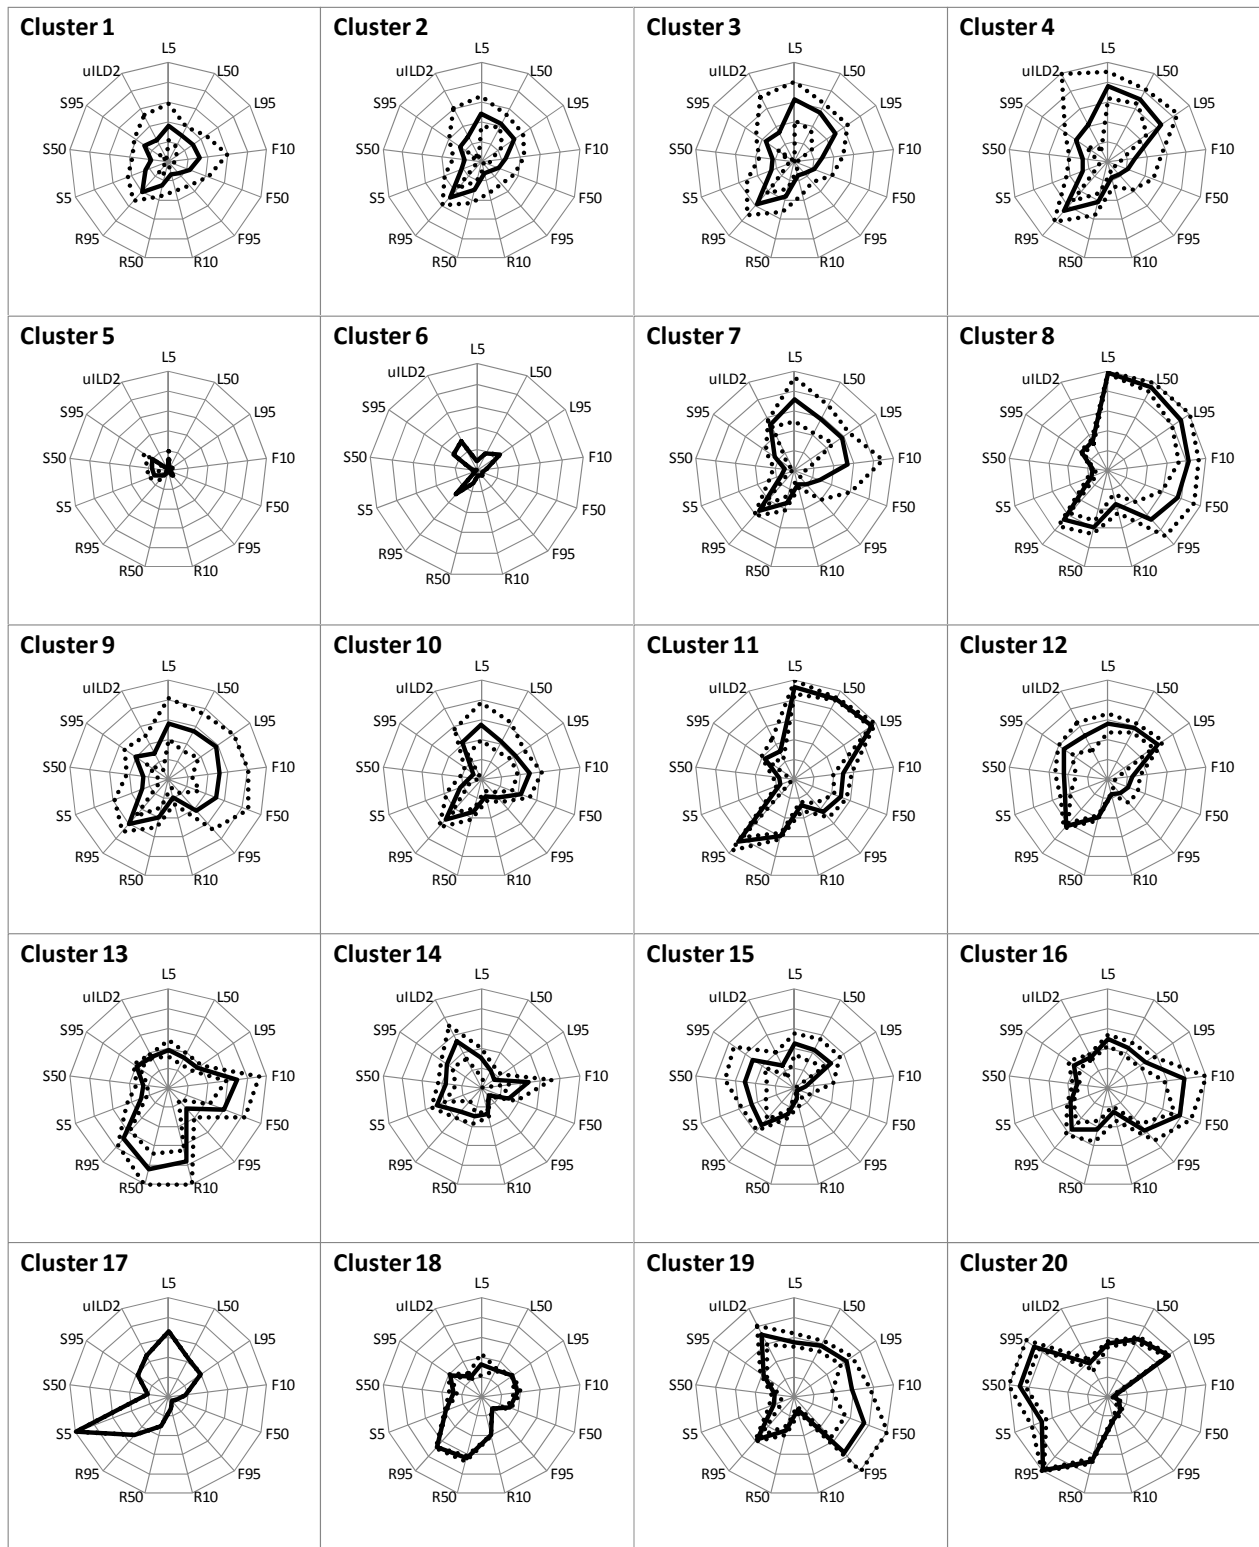 Cluster 1
L5
uILD2 L50
S95 L95
S50 F10
S5 F50
R95 F95
R50 R10
Cluster 2
L5
uILD2 L50
S95 L95
S50 F10
S5 F50
R95 F95
R50 R10
Cluster 3
L5
uILD2 L50
S95 L95
S50 F10
S5 F50
R95 F95
R50 R10
Cluster 4
L5
uILD2 L50
S95 L95
S50 F10
S5 F50
R95 F95
R50 R10
Cluster 5
L5
uILD2 L50
S95 L95
S50 F10
S5 F50
R95 F95
R50 R10
Cluster 6
L5
uILD2 L50
S95 L95
S50 F10
S5 F50
R95 F95
R50 R10
Cluster 7
L5
uILD2 L50
S95 L95
S50 F10
S5 F50
R95 F95
R50 R10
Cluster 8
L5
uILD2 L50
S95 L95
S50 F10
S5 F50
R95 F95
R50 R10
Cluster 9
L5
uILD2 L50
S95 L95
S50 F10
S5 F50
R95 F95
R50 R10
Cluster 10
L5
uILD2 L50
S95 L95
S50 F10
S5 F50
R95 F95
R50 R10
CLuster 11
L5
uILD2 L50
S95 L95
S50 F10
S5 F50
R95 F95
R50 R10
Cluster 12
L5
uILD2 L50
S95 L95
S50 F10
S5 F50
R95 F95
R50 R10
Cluster 13
L5
uILD2 L50
S95 L95
S50 F10
S5 F50
R95 F95
R50 R10
Cluster 14
L5
uILD2 L50
S95 L95
S50 F10
S5 F50
R95 F95
R50 R10
Cluster 15
L5
uILD2 L50
S95 L95
S50 F10
S5 F50
R95 F95
R50 R10
Cluster 16
L5
uILD2 L50
S95 L95
S50 F10
S5 F50
R95 F95
R50 R10
Cluster 17
L5
uILD2 L50
S95 L95
S50 F10
S5 F50
R95 F95
R50 R10
Cluster 18
L5
uILD2 L50
S95 L95
S50 F10
S5 F50
R95 F95
R50 R10
Cluster 19
L5
uILD2 L50
S95 L95
S50 F10
S5 F50
R95 F95
R50 R10
Cluster 20
L5
uILD2 L50
S95 L95
S50 F10
S5 F50
R95 F95
R50 R10